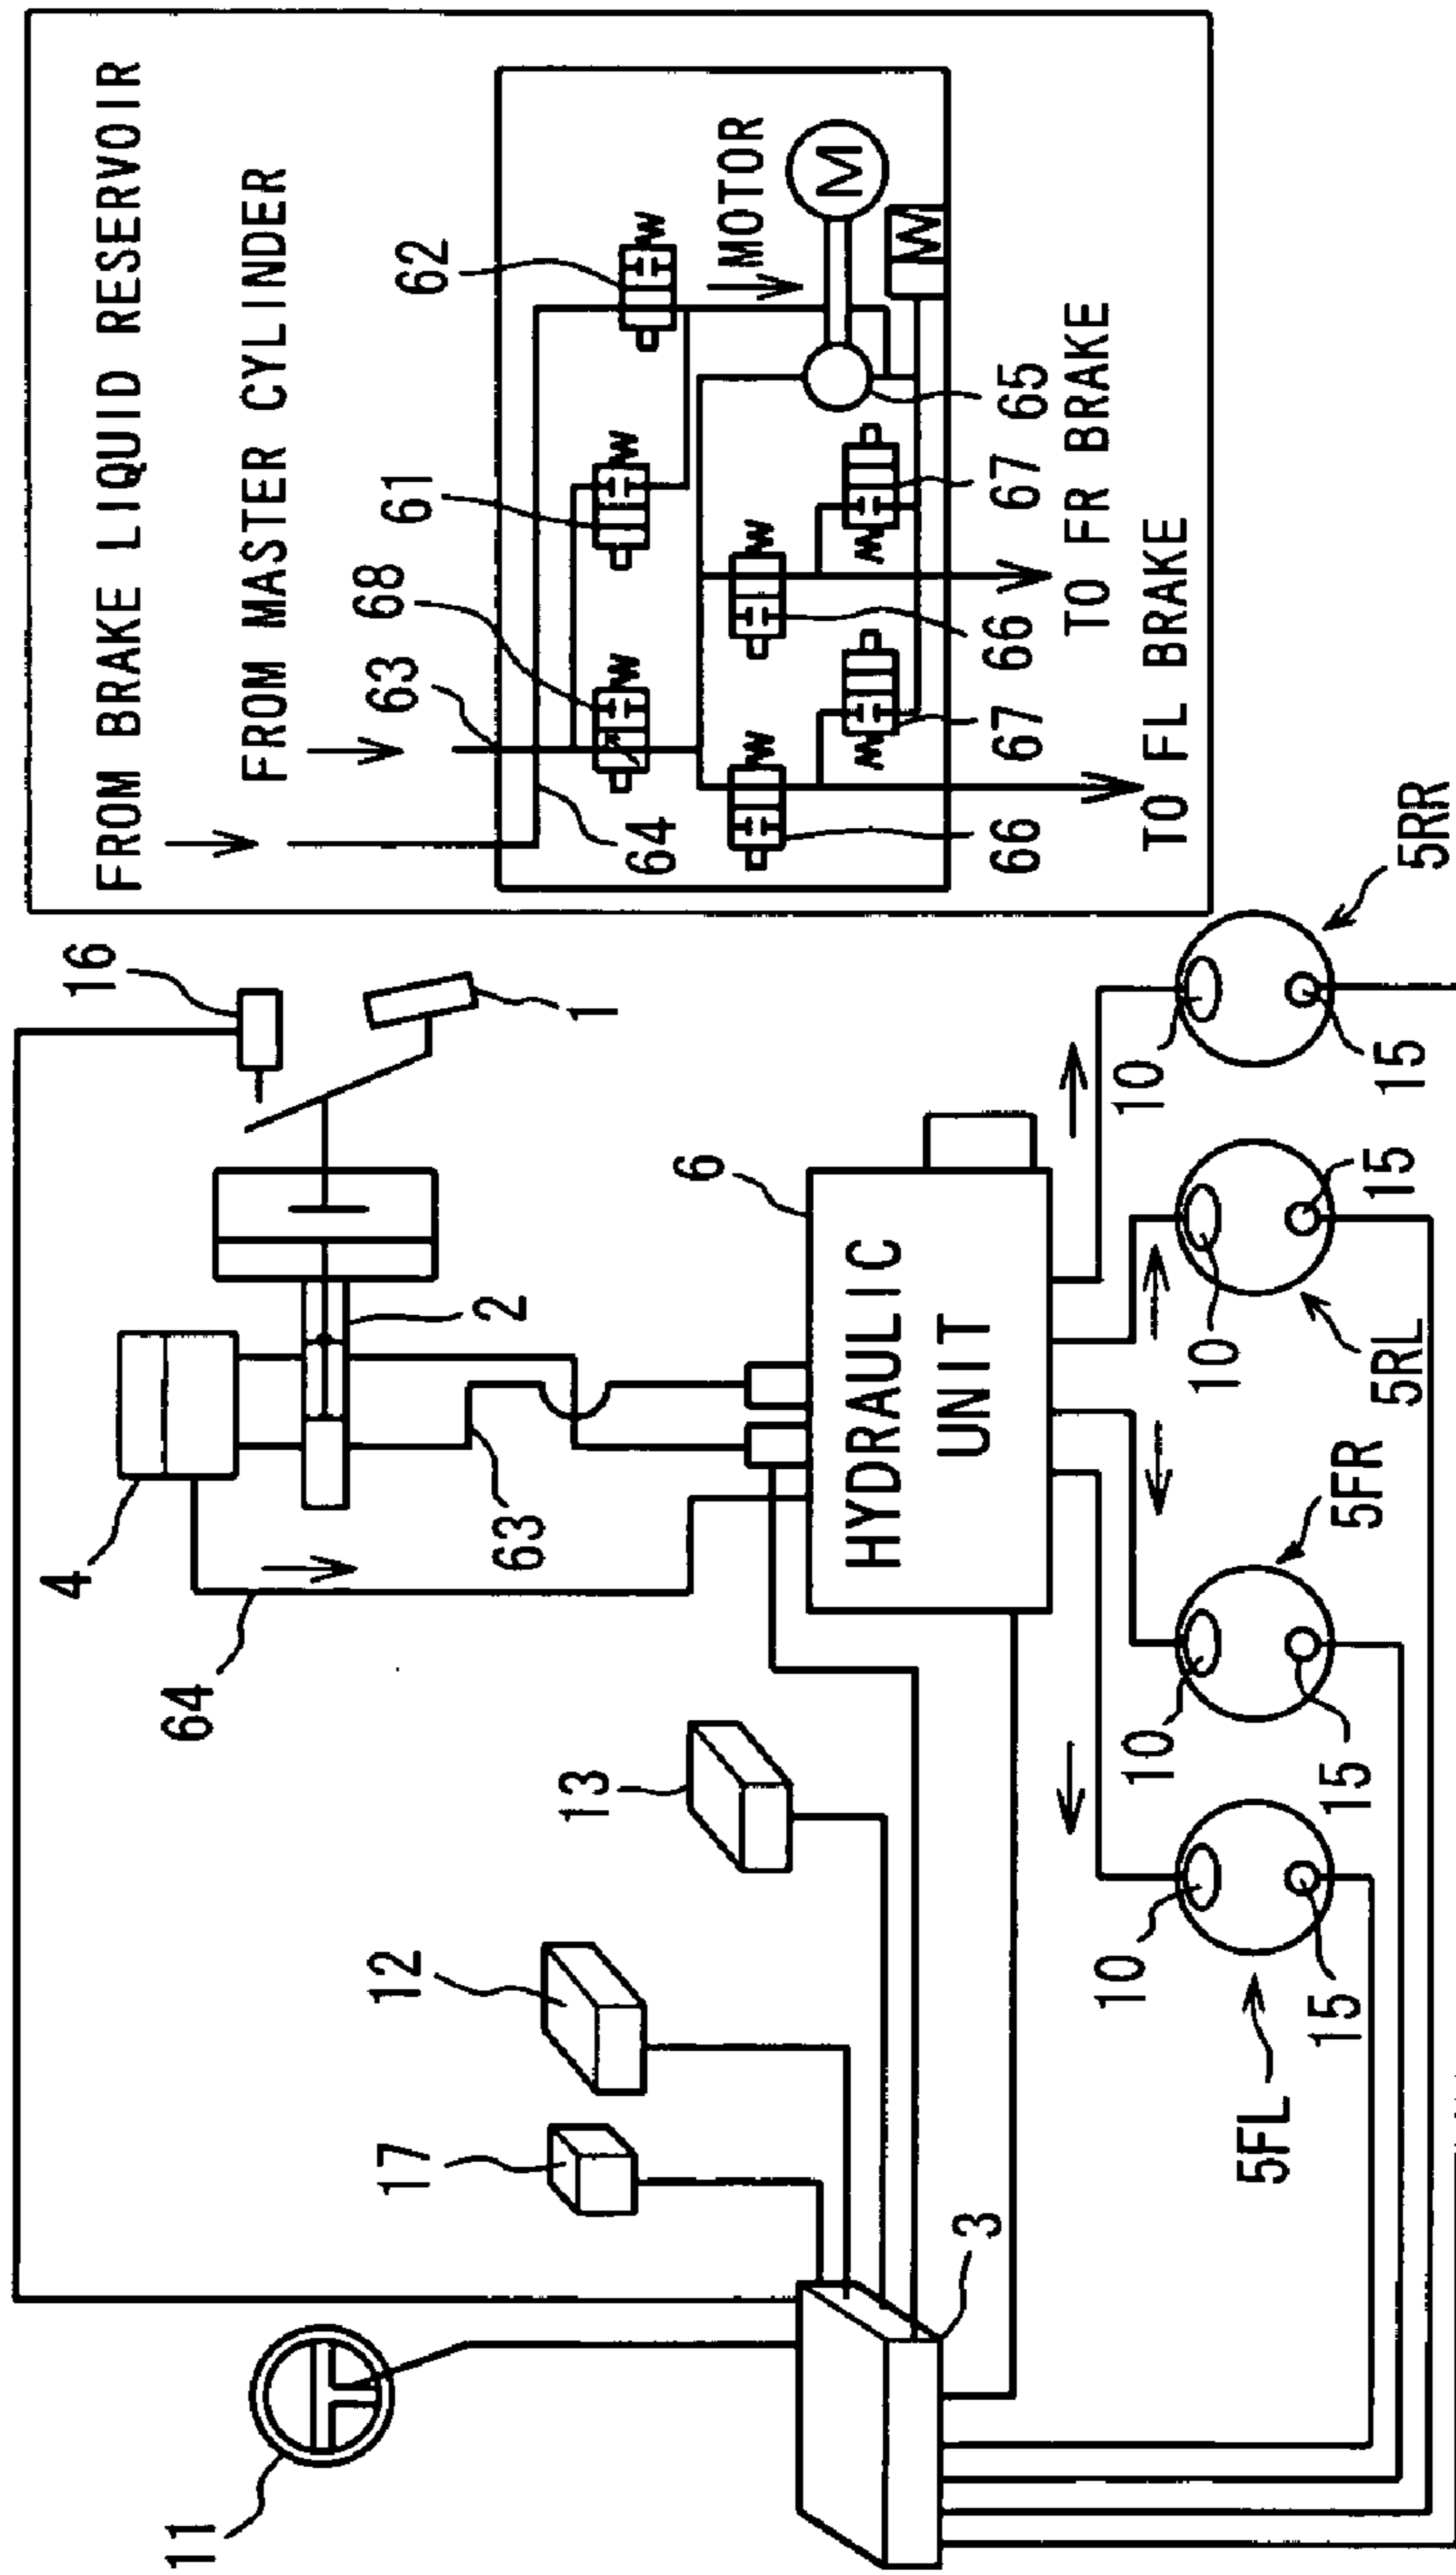 FROM BRAKE LIQUID RESERVOIR
FROM MASTER CYLINDER
63
68
61
62
64
MOTOR
M
66
67
66
67
65
TO FR BRAKE
TO FL BRAKE
11
17
12
13
64
4
63
2
16
1
6
HYDRAULIC
UNIT
3
5FL
10
15
10
15
5FR
10
15
5RL
10
15
5RR